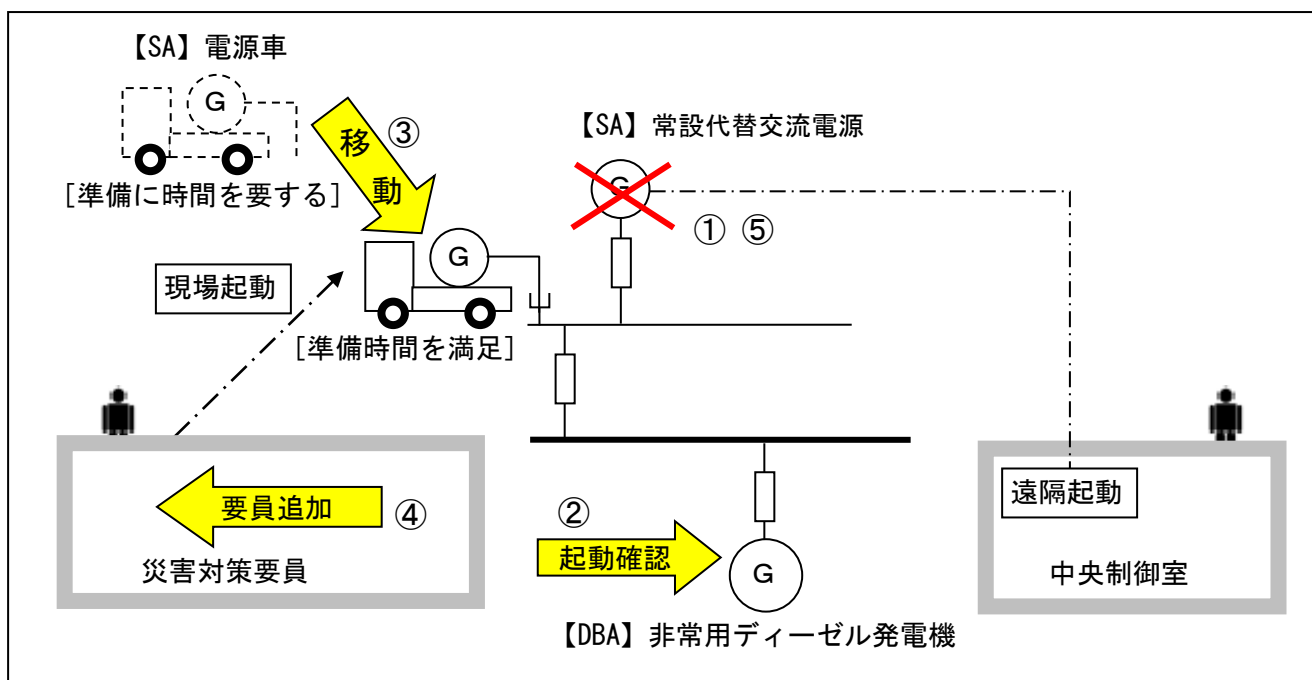 【SA】電源車
G
移動
③
[準備に時間を要する]
【SA】常設代替交流電源
G
① ⑤
G
現場起動
[準備時間を満足]
要員追加
④
災害対策要員
②
起動確認
G
【DBA】非常用ディーゼル発電機
遠隔起動
中央制御室